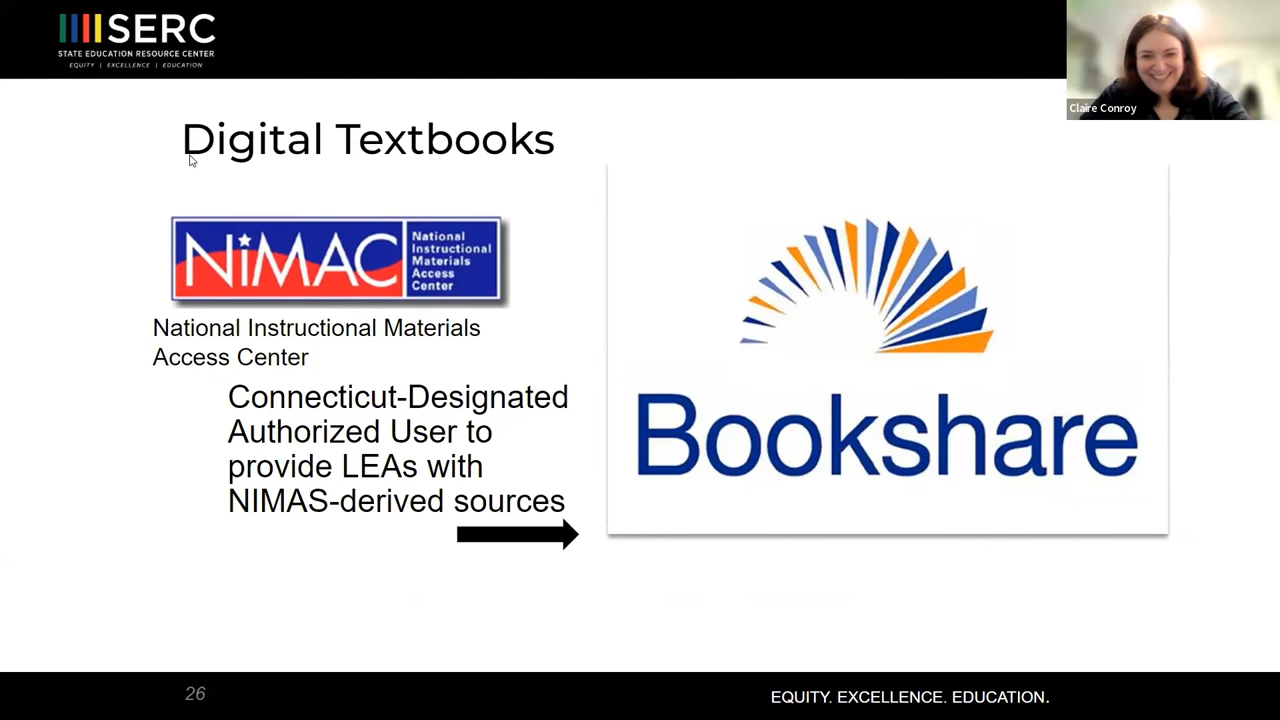 SERC
STATE EDUCATION RESOURCE CENTER
EQUITY | EXCELLENCE | EDUCATION
Claire Conroy
Digital Textbooks
NiMAC
National
Instructional
Materials
Access
Center
National Instructional Materials
Access Center
Connecticut-Designated
Authorized User to
provide LEAs with
NIMAS-derived sources
Bookshare
26
EQUITY. EXCELLENCE. EDUCATION.